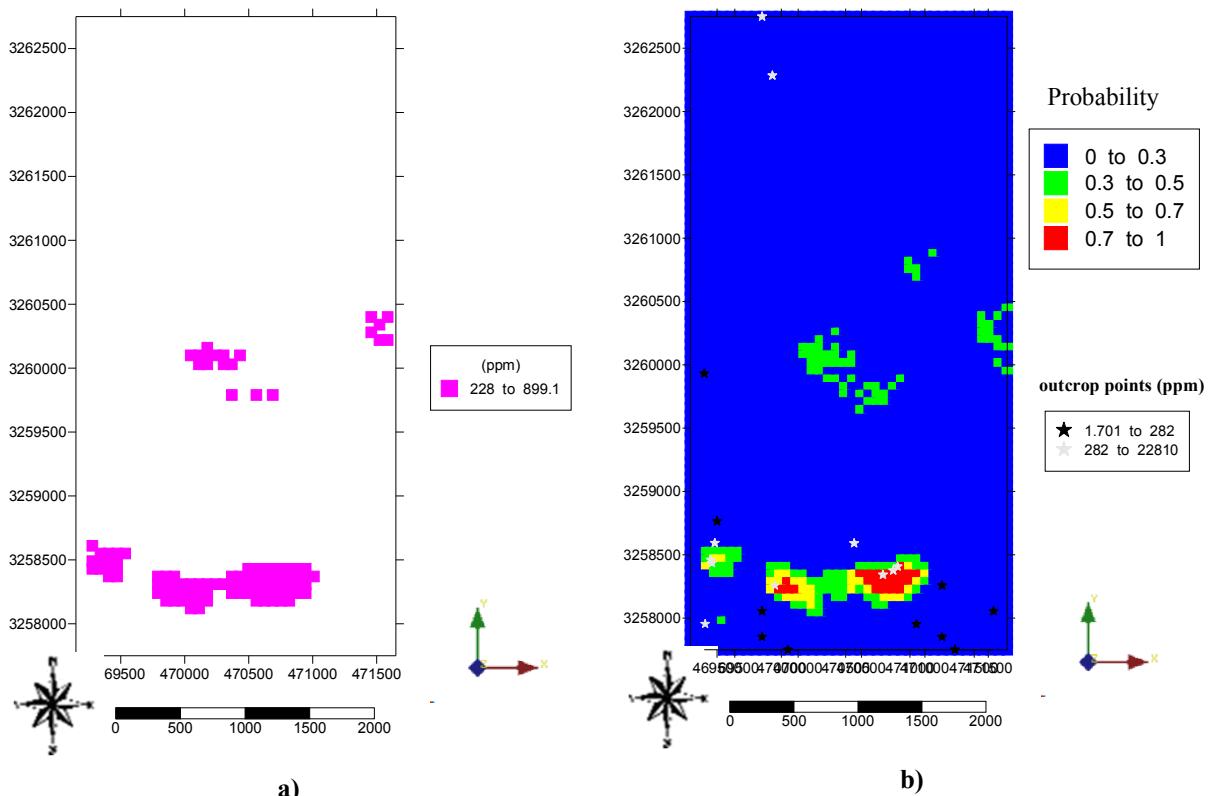 3262500
3262000
3261500
3261000
3260500
3260000
3259500
3259000
3258500
3258000
69500 470000 470500 471000 471500
(ppm)
228 to 899.1
Y
X
N
0 500 1000 1500 2000
a)
3262500
3262000
3261500
3261000
3260500
3260000
3259500
3259000
3258500
3258000
Probability
0 to 0.3
0.3 to 0.5
0.5 to 0.7
0.7 to 1
outcrop points (ppm)
1.701 to 282
282 to 22810
Y
X
N
0 500 1000 1500 2000
b)